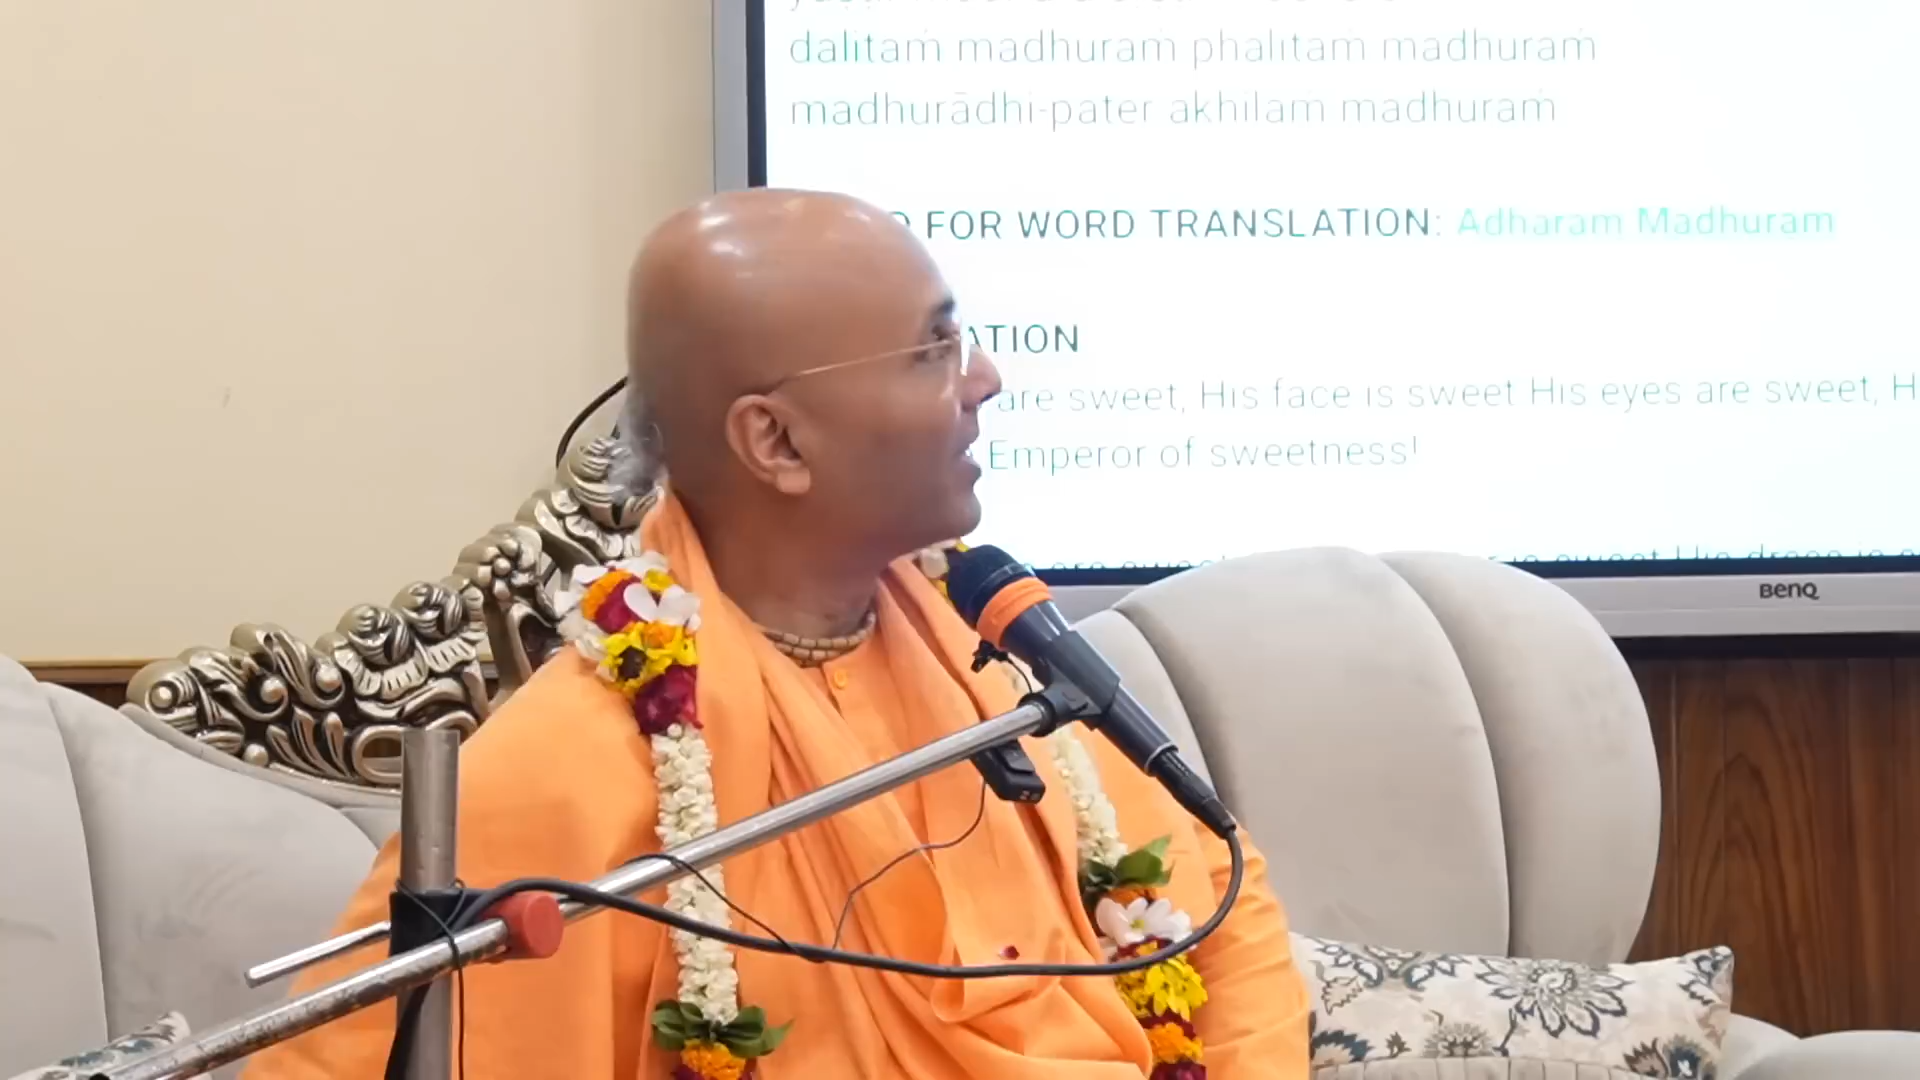 dalitaṁ madhuraṁ phalitaṁ madhuraṁ
madhurādhi-pater akhilaṁ madhuraṁ
FOR WORD TRANSLATION: Adharam Madhuram
ATION
are sweet, His face is sweet His eyes are sweet, H
Emperor of sweetness!
BenQ